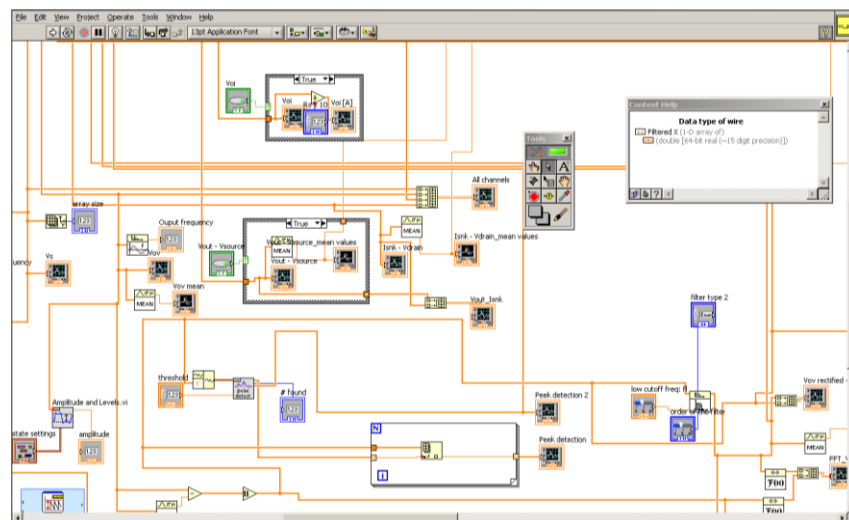 File Edit View Project Operate Tools Window Help
13pt Application Font
Voi
True
Voi
Voi [A]
Context Help
Data type of wire
Filtered X (1-D array of)
(double [64-bit real (~15 digit precision)])
Tools
All channels
array size
Ouput frequency
True
MEAN
Isnk - Vdrain_mean values
Vout - Vsource
MEAN
Isnk - Vdrain
Vout - Vsource
uency
Vs
Vov
MEAN
Vov mean
Vout_Isnk
filter type 2
threshold
# found
low cutoff freq: fl
order of the filter
Vov rectified -
Amplitude and Levels.vi
state settings
amplitude
Peek detection 2
N
Peek detection
i
MEAN
FFT_V
F(x)
F(x)
MEAN